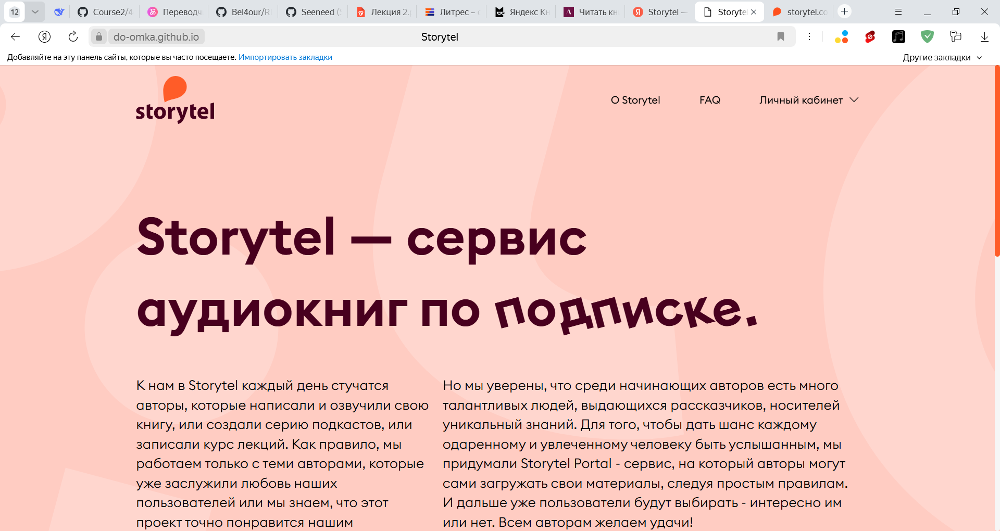 12
Course2/4
Переводч
Bel4our/RI
Seeneed (S
Лекция 2.p
Литрес – с
Яндекс Кн
Читать кни
Storytel —
Storytel
storytel.co
do-omka.github.io
Storytel
Добавляйте на эту панель сайты, которые вы часто посещаете. Импортировать закладки
Другие закладки
storytel
О Storytel
FAQ
Личный кабинет
Storytel — сервис
аудиокниг по подписке.
К нам в Storytel каждый день стучатся
авторы, которые написали и озвучили свою
книгу, или создали серию подкастов, или
записали курс лекций. Как правило, мы
работаем только с теми авторами, которые
уже заслужили любовь наших
пользователей или мы знаем, что этот
проект точно понравится нашим
Но мы уверены, что среди начинающих авторов есть много
талантливых людей, выдающихся рассказчиков, носителей
уникальный знаний. Для того, чтобы дать шанс каждому
одаренному и увлеченному человеку быть услышанным, мы
придумали Storytel Portal - сервис, на который авторы могут
сами загружать свои материалы, следуя простым правилам.
И дальше уже пользователи будут выбирать - интересно им
или нет. Всем авторам желаем удачи!